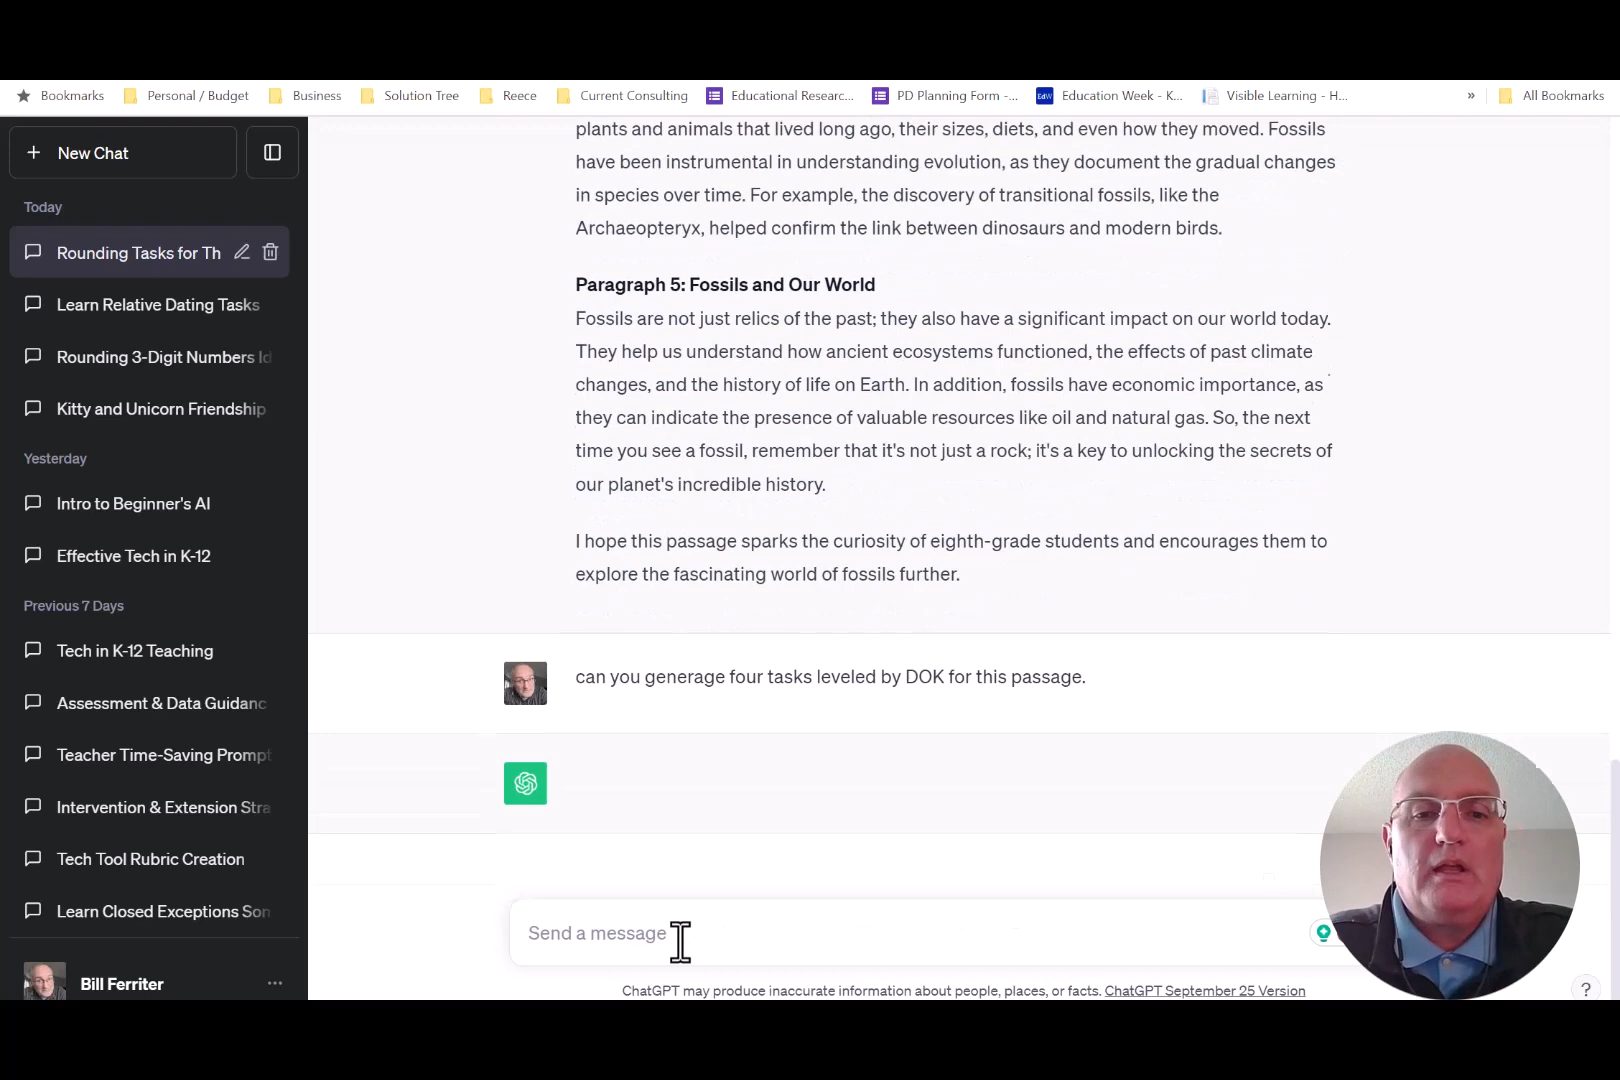 Bookmarks
Personal / Budget
Business
Solution Tree
Reece
Current Consulting
Educational Researc...
PD Planning Form -...
EdW
Education Week - K...
Visible Learning - H...
»
All Bookmarks
+ New Chat
Today
Rounding Tasks for Th
Learn Relative Dating Tasks
Rounding 3-Digit Numbers Id
Kitty and Unicorn Friendship
Yesterday
Intro to Beginner's AI
Effective Tech in K-12
Previous 7 Days
Tech in K-12 Teaching
Assessment & Data Guidanc
Teacher Time-Saving Prompt
Intervention & Extension Stra
Tech Tool Rubric Creation
Learn Closed Exceptions Son
Bill Ferriter
...
plants and animals that lived long ago, their sizes, diets, and even how they moved. Fossils
have been instrumental in understanding evolution, as they document the gradual changes
in species over time. For example, the discovery of transitional fossils, like the
Archaeopteryx, helped confirm the link between dinosaurs and modern birds.
Paragraph 5: Fossils and Our World
Fossils are not just relics of the past; they also have a significant impact on our world today.
They help us understand how ancient ecosystems functioned, the effects of past climate
changes, and the history of life on Earth. In addition, fossils have economic importance, as
they can indicate the presence of valuable resources like oil and natural gas. So, the next
time you see a fossil, remember that it's not just a rock; it's a key to unlocking the secrets of
our planet's incredible history.
I hope this passage sparks the curiosity of eighth-grade students and encourages them to
explore the fascinating world of fossils further.
can you generage four tasks leveled by DOK for this passage.
Send a message
ChatGPT may produce inaccurate information about people, places, or facts. ChatGPT September 25 Version
?